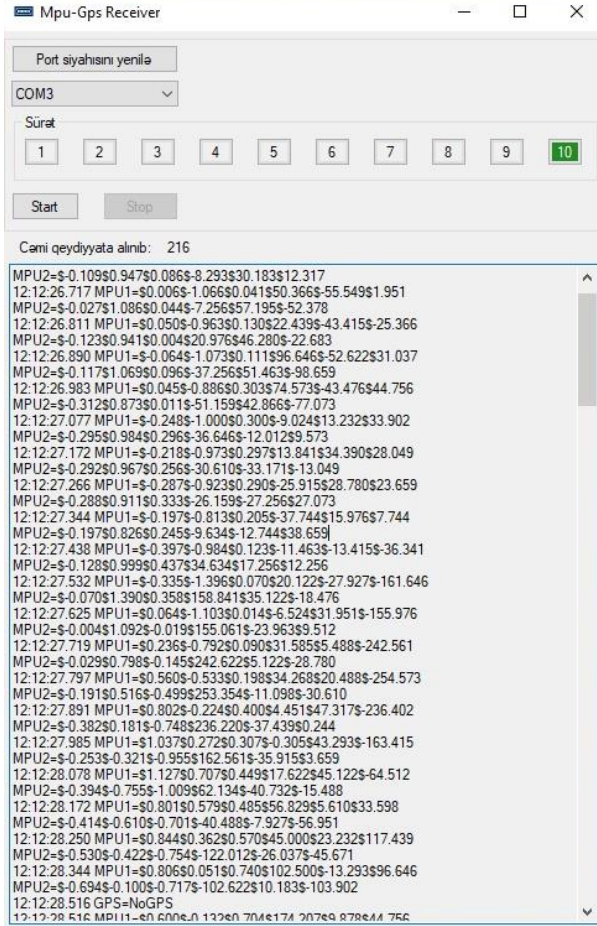 Mpu-Gps Receiver
Port siyahısını yenilə
COM3
Sürət
1 2 3 4 5 6 7 8 9 10
Start Stop
Cəmi qeydiyyata alınıb: 216
MPU2=$-0.109$0.947$0.086$-8.293$30.183$12.317
12:12:26.717 MPU1=$0.006$-1.066$0.041$50.366$-55.549$1.951
MPU2=$-0.027$1.086$0.044$-7.256$57.195$-52.378
12:12:26.811 MPU1=$0.050$-0.963$0.130$22.439$-43.415$-25.366
MPU2=$-0.123$0.941$0.004$20.976$46.280$-22.683
12:12:26.890 MPU1=$-0.064$-1.073$0.111$96.646$-52.622$31.037
MPU2=$-0.117$1.069$0.096$-37.256$51.463$-98.659
12:12:26.983 MPU1=$0.045$-0.886$0.303$74.573$-43.476$44.756
MPU2=$-0.312$0.873$0.011$-51.159$42.866$-77.073
12:12:27.077 MPU1=$-0.248$-1.000$0.300$-9.024$13.232$33.902
MPU2=$-0.295$0.984$0.296$-36.646$-12.012$9.573
12:12:27.172 MPU1=$-0.218$-0.973$0.297$13.841$34.390$28.049
MPU2=$-0.292$0.967$0.256$-30.610$-33.171$-13.049
12:12:27.266 MPU1=$-0.287$-0.923$0.290$-25.915$28.780$23.659
MPU2=$-0.288$0.911$0.333$-26.159$-27.256$27.073
12:12:27.344 MPU1=$-0.197$-0.813$0.205$-37.744$15.976$7.744
MPU2=$-0.197$0.826$0.245$-9.634$-12.744$38.659
12:12:27.438 MPU1=$-0.397$-0.984$0.123$-11.463$-13.415$-36.341
MPU2=$-0.128$0.999$0.437$34.634$17.256$12.256
12:12:27.532 MPU1=$-0.335$-1.396$0.070$20.122$-27.927$-161.646
MPU2=$-0.070$1.390$0.358$158.841$35.122$-18.476
12:12:27.625 MPU1=$0.064$-1.103$0.014$-6.524$31.951$-155.976
MPU2=$-0.004$1.092$-0.019$155.061$-23.963$9.512
12:12:27.719 MPU1=$0.236$-0.792$0.090$31.585$5.488$-242.561
MPU2=$-0.029$0.798$-0.145$242.622$5.122$-28.780
12:12:27.797 MPU1=$0.560$-0.533$0.198$34.268$20.488$-254.573
MPU2=$-0.191$0.516$-0.499$253.354$-11.098$-30.610
12:12:27.891 MPU1=$0.802$-0.224$0.400$4.451$47.317$-236.402
MPU2=$-0.382$0.181$-0.748$236.220$-37.439$0.244
12:12:27.985 MPU1=$1.037$0.272$0.307$-0.305$43.293$-163.415
MPU2=$-0.253$-0.321$-0.955$162.561$-35.915$3.659
12:12:28.078 MPU1=$1.127$0.707$0.449$17.622$45.122$-64.512
MPU2=$-0.394$-0.755$-1.009$62.134$-40.732$-15.488
12:12:28.172 MPU1=$0.801$0.579$0.485$56.829$5.610$33.598
MPU2=$-0.414$-0.610$-0.701$-40.488$-7.927$-56.951
12:12:28.250 MPU1=$0.844$0.362$0.570$45.000$23.232$117.439
MPU2=$-0.530$-0.422$-0.754$-122.012$-26.037$-45.671
12:12:28.344 MPU1=$0.806$0.051$0.740$102.500$-13.293$96.646
MPU2=$-0.694$-0.100$-0.717$-102.622$10.183$-103.902
12:12:28.516 GPS=NoGPS
12:12:28.516 MPU1=$0.600$-0.132$0.704$174.207$9.878$44.756